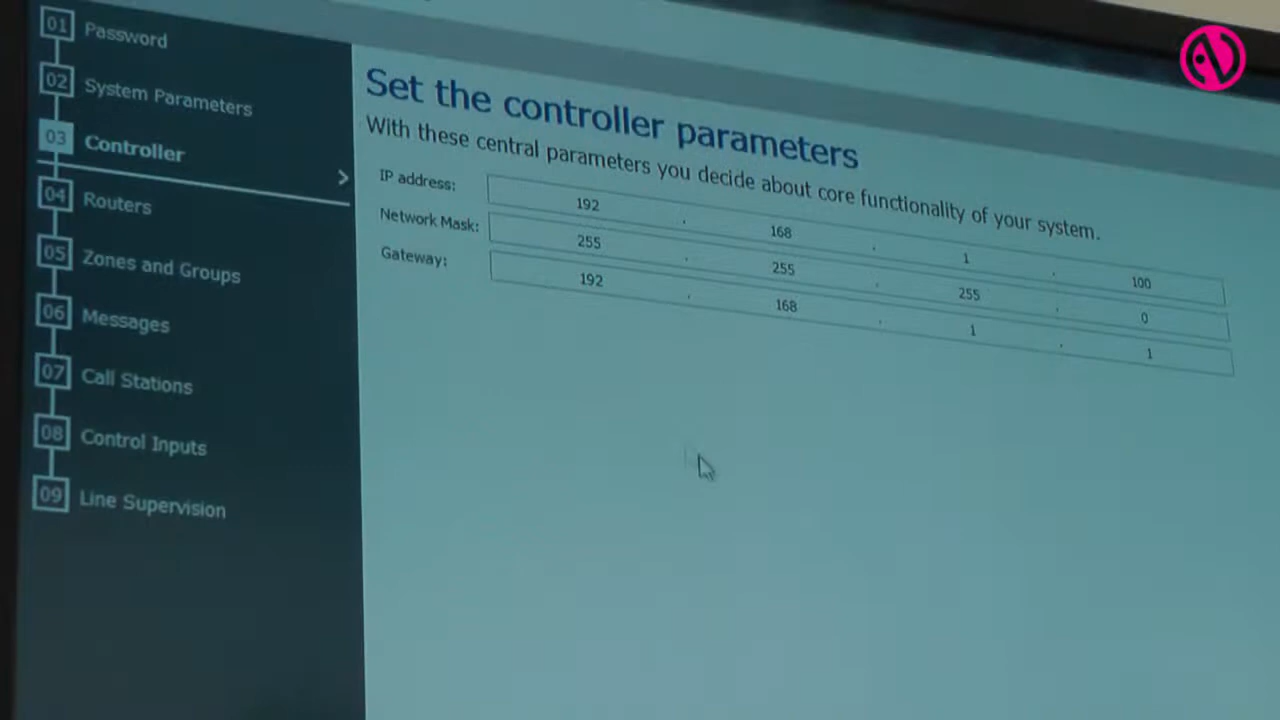 01 Password
02 System Parameters
03 Controller
04 Routers
05 Zones and Groups
06 Messages
07 Call Stations
08 Control Inputs
09 Line Supervision
Set the controller parameters
With these central parameters you decide about core functionality of your system.
IP address: 192 . 168 . 1 . 100
Network Mask: 255 . 255 . 255 . 0
Gateway: 192 . 168 . 1 . 1
AV